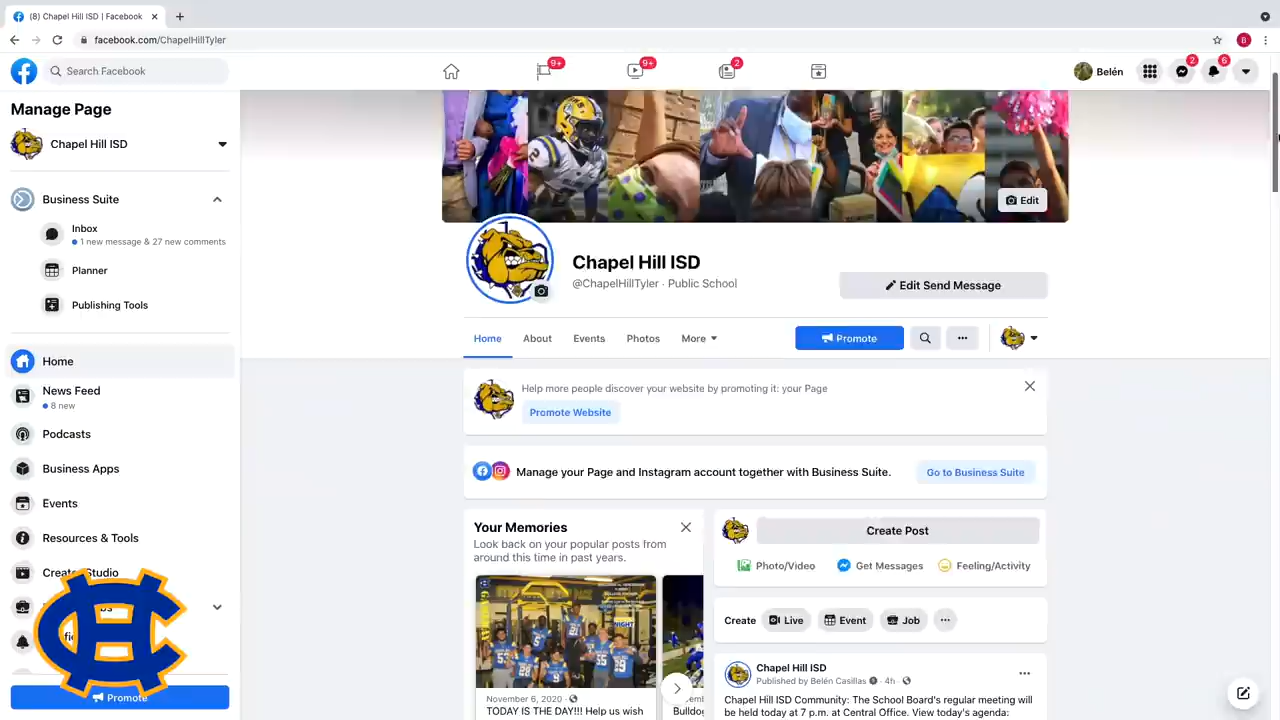 (8) Chapel Hill ISD | Facebook
facebook.com/ChapelHillTyler
B
Search Facebook
9+
9+
2
Belén
2
6
Manage Page
Chapel Hill ISD
Business Suite
Inbox
1 new message & 27 new comments
Planner
Publishing Tools
Home
News Feed
8 new
Podcasts
Business Apps
Events
Resources & Tools
Promote
Edit
Chapel Hill ISD
@ChapelHillTyler · Public School
Edit Send Message
Home About Events Photos More
Promote
Help more people discover your website by promoting it: your Page
Promote Website
Manage your Page and Instagram account together with Business Suite.
Go to Business Suite
Your Memories
Look back on your popular posts from
around this time in past years.
November 6, 2020 ·
TODAY IS THE DAY!!! Help us wish
Create Post
Photo/Video Get Messages Feeling/Activity
Create Live Event Job
Chapel Hill ISD
Published by Belén Casillas · 4h ·
Chapel Hill ISD Community: The School Board's regular meeting will
be held today at 7 p.m. at Central Office. View today's agenda: